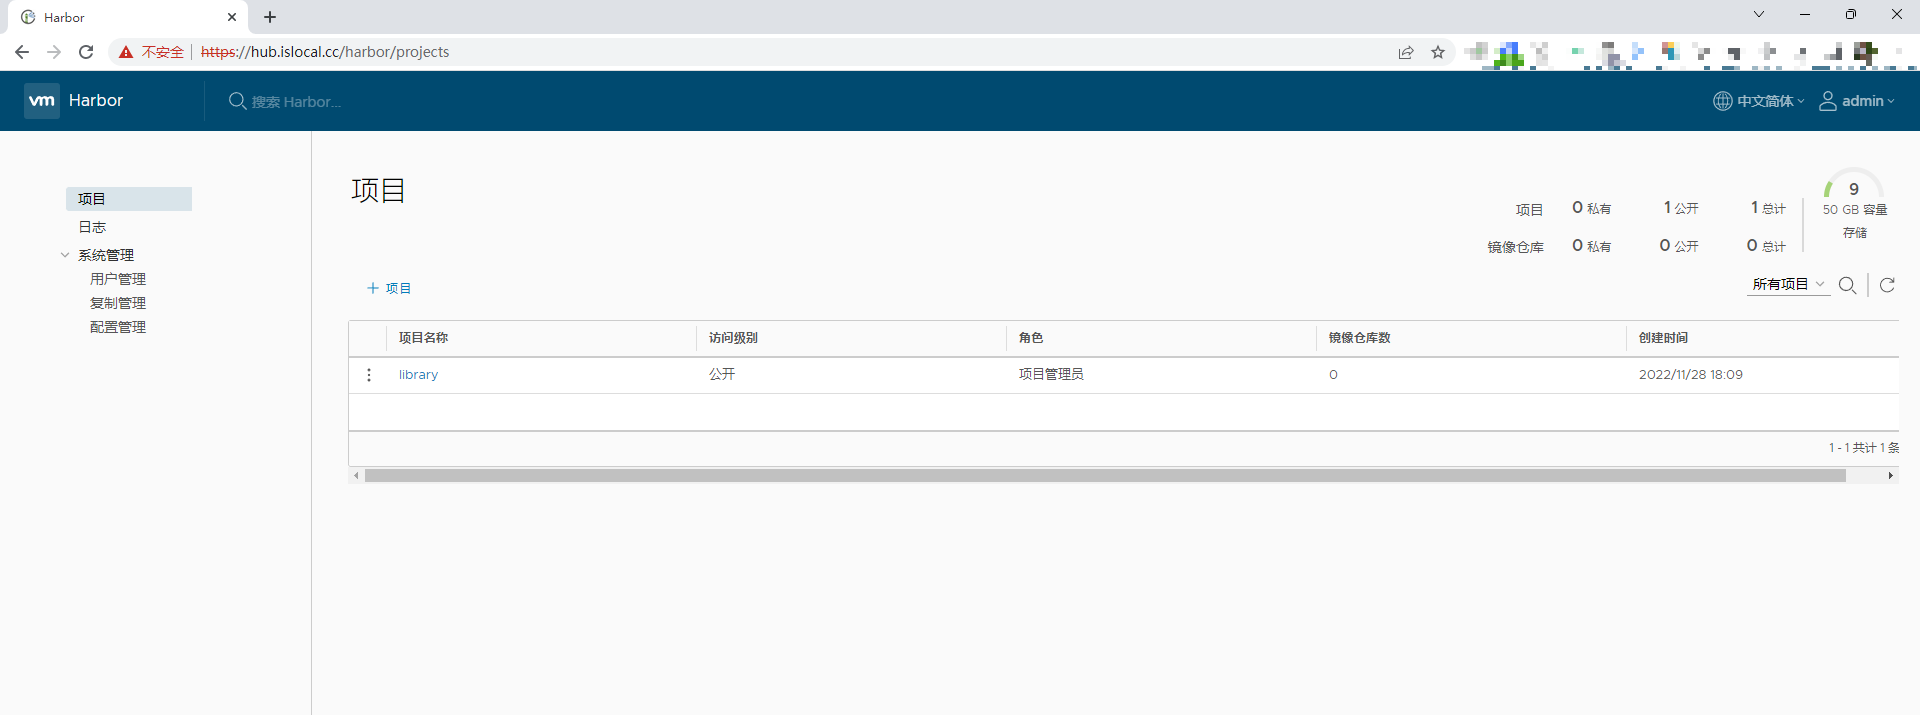 Harbor
不安全 https://hub.islocal.cc/harbor/projects
vm Harbor 搜索 Harbor... 中文简体 admin
项目
日志
系统管理
用户管理
复制管理
配置管理
项目
项目 0 私有 1 公开 1 总计
镜像仓库 0 私有 0 公开 0 总计
9
50 GB 容量
存储
+ 项目 所有项目
项目名称 访问级别 角色 镜像仓库数 创建时间
library 公开 项目管理员 0 2022/11/28 18:09
1 - 1 共计 1 条